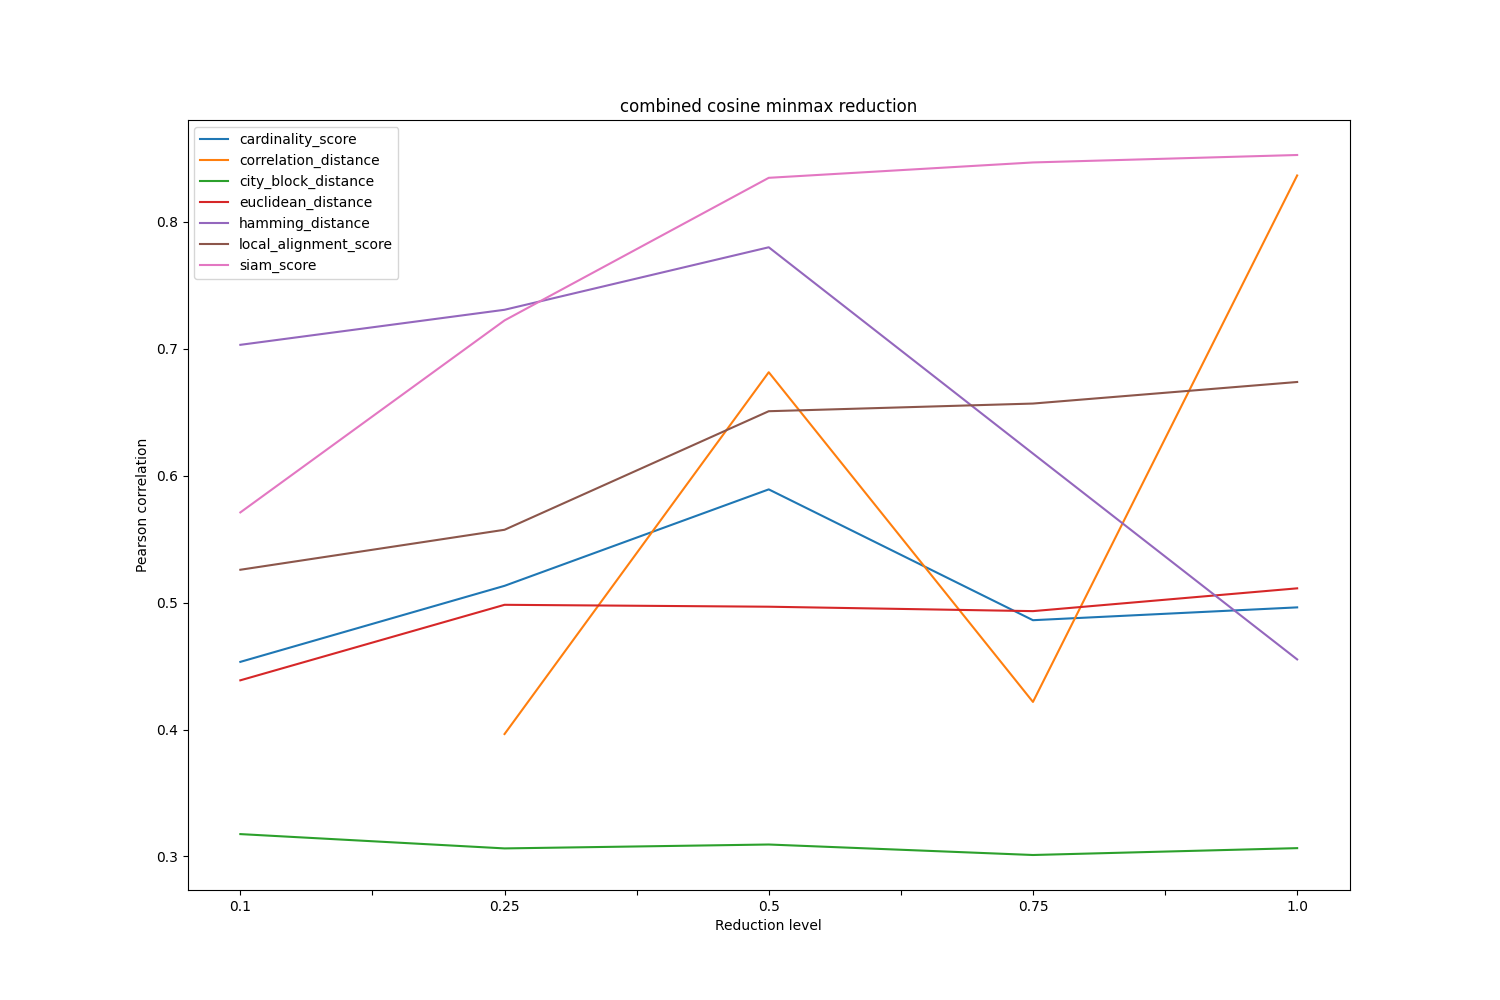 combined cosine minmax reduction
cardinality_score
correlation_distance
city_block_distance
euclidean_distance
hamming_distance
local_alignment_score
siam_score
Pearson correlation
0.8
0.7
0.6
0.5
0.4
0.3
0.1 0.25 0.5 0.75 1.0
Reduction level